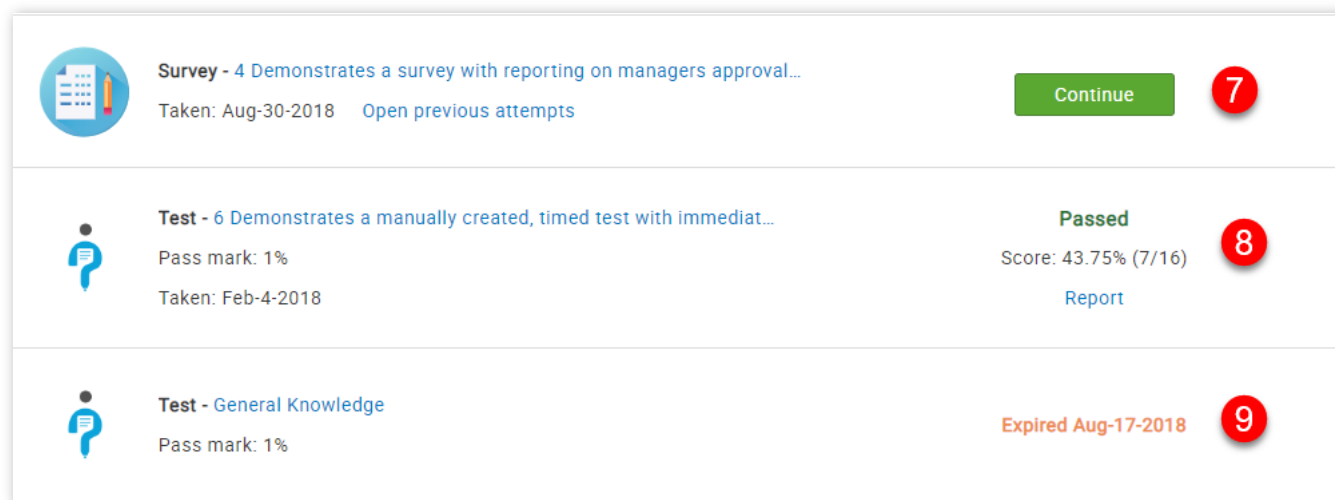 Survey - 4 Demonstrates a survey with reporting on managers approval...
Taken: Aug-30-2018 Open previous attempts
Continue
7
Test - 6 Demonstrates a manually created, timed test with immediat...
Pass mark: 1%
Taken: Feb-4-2018
Passed
Score: 43.75% (7/16)
Report
8
Test - General Knowledge
Pass mark: 1%
Expired Aug-17-2018
9